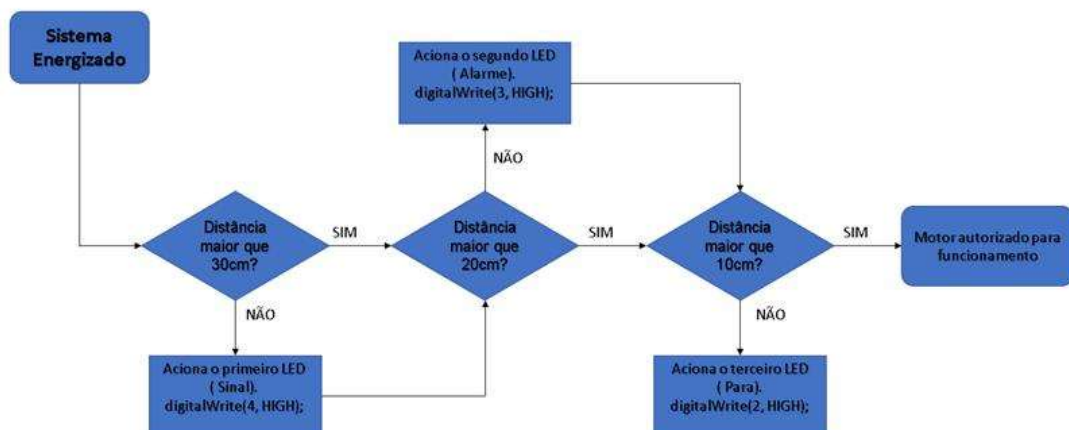 Sistema
Energizado
Distância
maior que
30cm?
SIM
NÃO
Aciona o primeiro LED
( Sinal).
digitalWrite(4, HIGH);
Distância
maior que
20cm?
NÃO
Aciona o segundo LED
( Alarme).
digitalWrite(3, HIGH);
SIM
Distância
maior que
10cm?
NÃO
Aciona o terceiro LED
( Para).
digitalWrite(2, HIGH);
SIM
Motor autorizado para
funcionamento